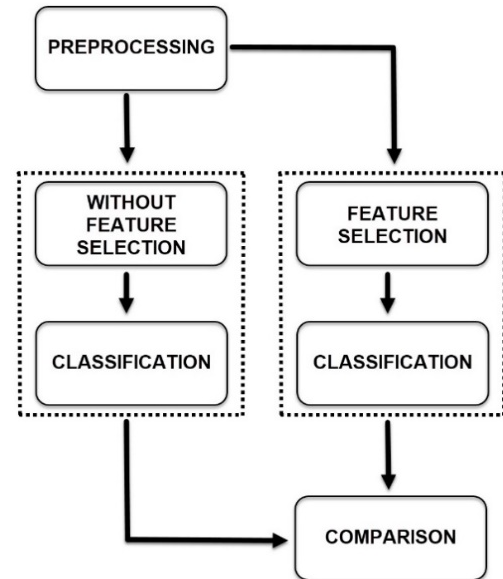 PREPROCESSING
WITHOUT
FEATURE
SELECTION
FEATURE
SELECTION
CLASSIFICATION
CLASSIFICATION
COMPARISON